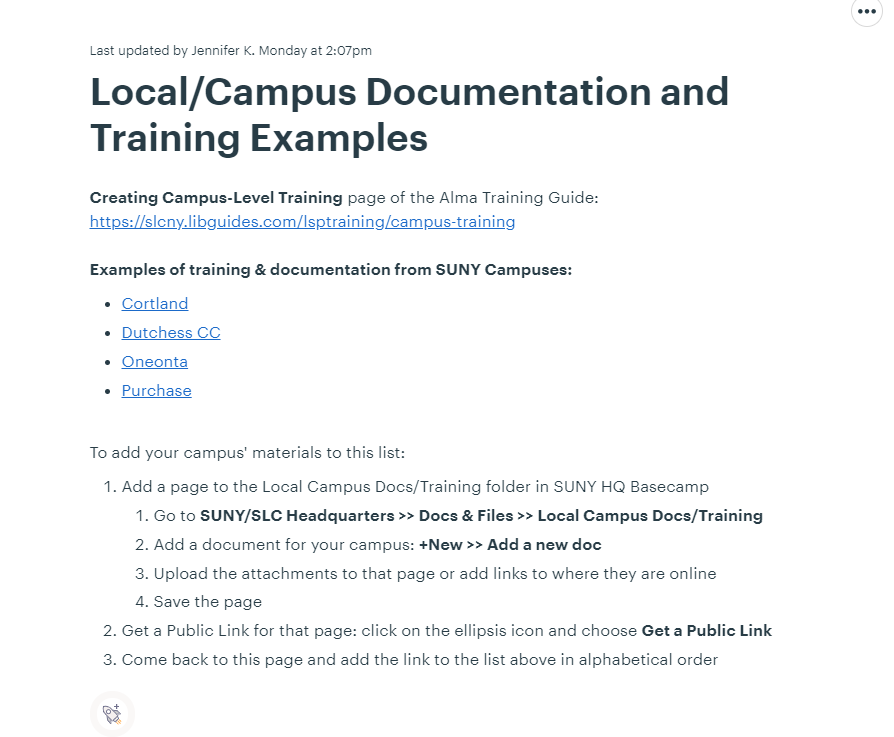 Last updated by Jennifer K. Monday at 2:07pm
Local/Campus Documentation and
Training Examples
Creating Campus-Level Training page of the Alma Training Guide:
https://slcny.libguides.com/lsptraining/campus-training
Examples of training & documentation from SUNY Campuses:
• Cortland
• Dutchess CC
• Oneonta
• Purchase
To add your campus' materials to this list:
1. Add a page to the Local Campus Docs/Training folder in SUNY HQ Basecamp
1. Go to SUNY/SLC Headquarters >> Docs & Files >> Local Campus Docs/Training
2. Add a document for your campus: +New >> Add a new doc
3. Upload the attachments to that page or add links to where they are online
4. Save the page
2. Get a Public Link for that page: click on the ellipsis icon and choose Get a Public Link
3. Come back to this page and add the link to the list above in alphabetical order